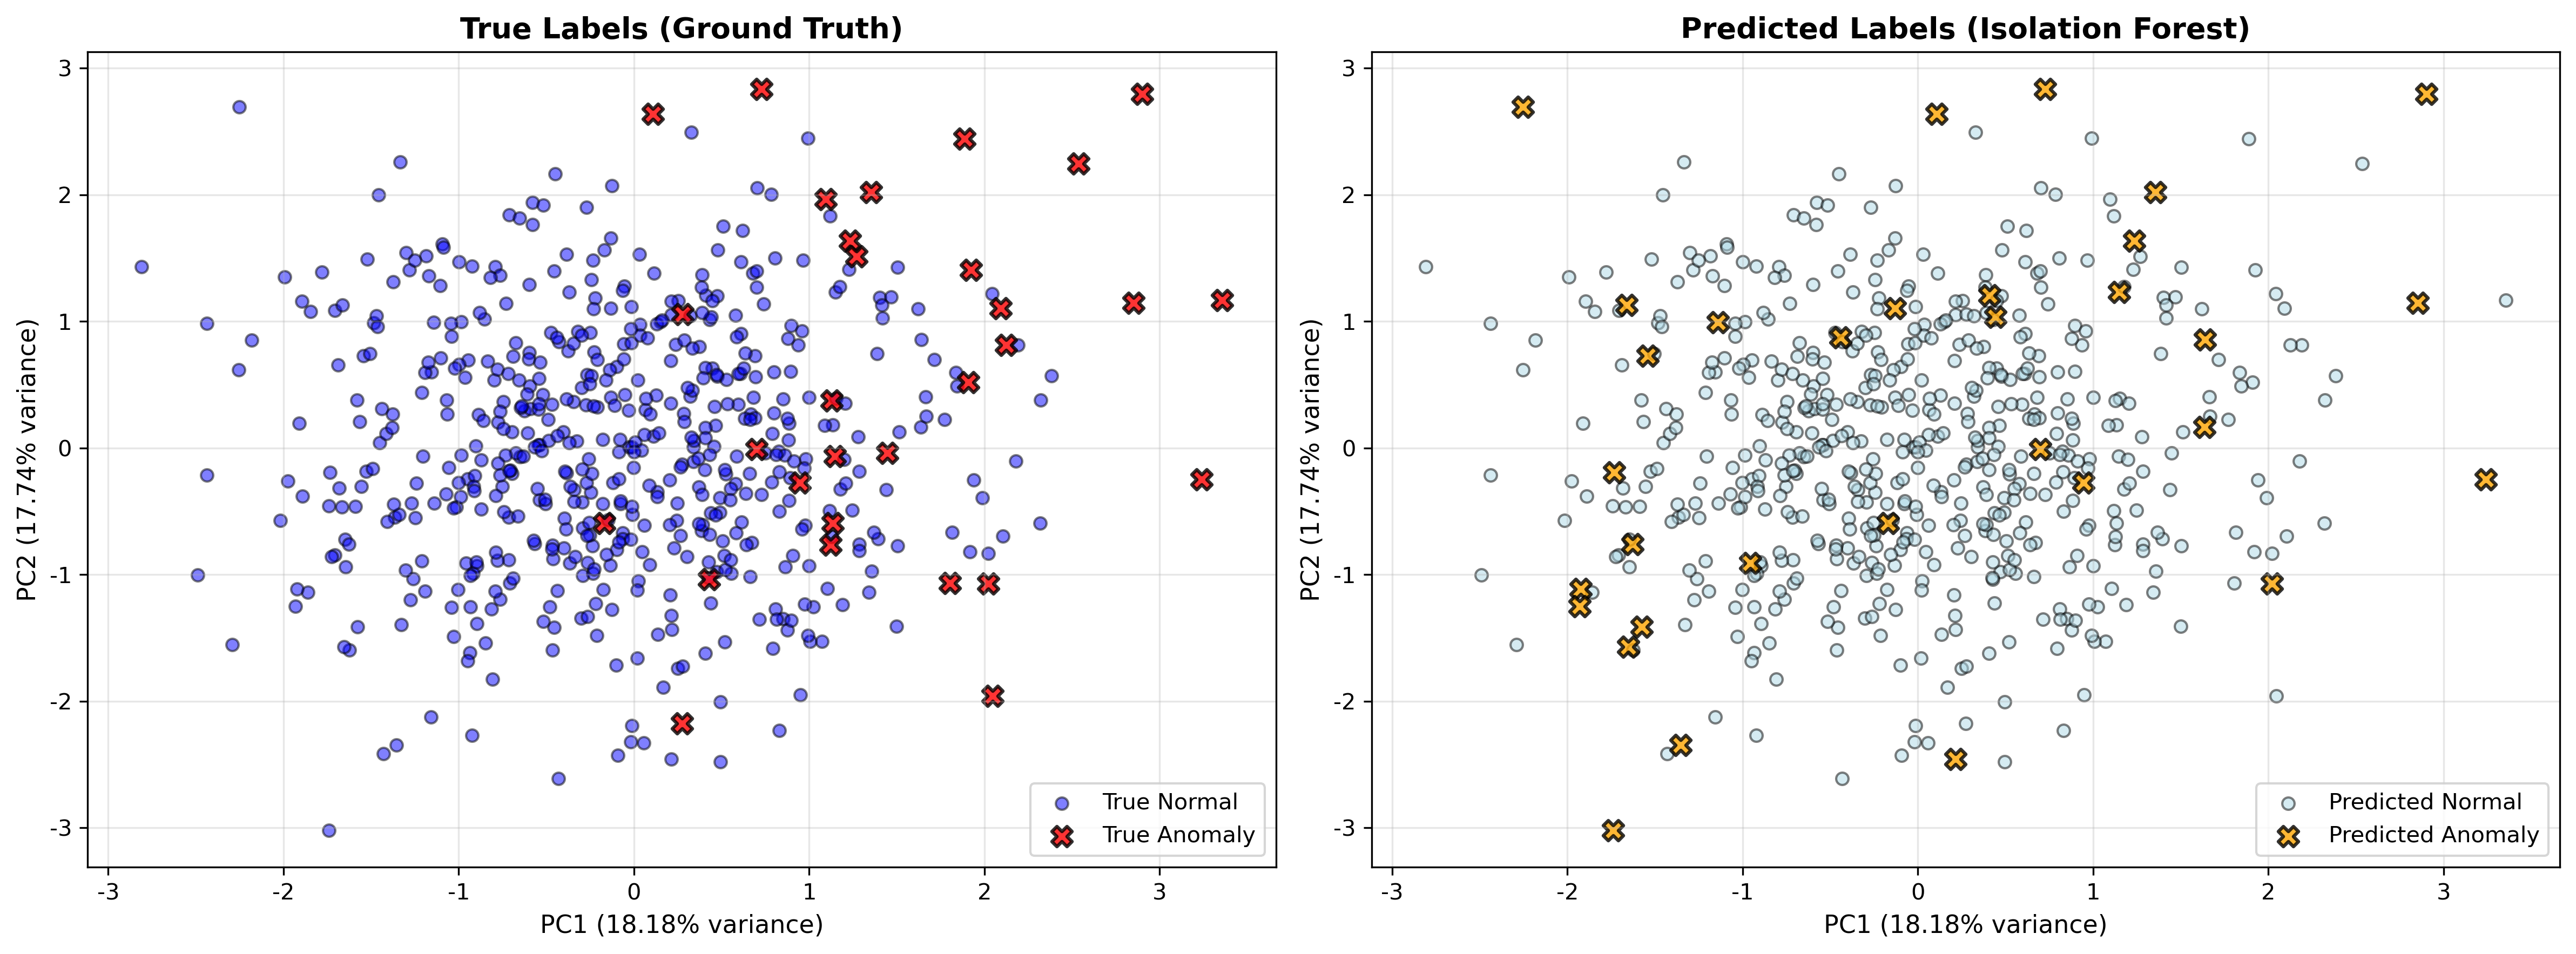 True Labels (Ground Truth)
3
2
1
0
-1
-2
-3
PC2 (17.74% variance)
-3 -2 -1 0 1 2 3
PC1 (18.18% variance)
True Normal
True Anomaly
Predicted Labels (Isolation Forest)
3
2
1
0
-1
-2
-3
PC2 (17.74% variance)
-3 -2 -1 0 1 2 3
PC1 (18.18% variance)
Predicted Normal
Predicted Anomaly